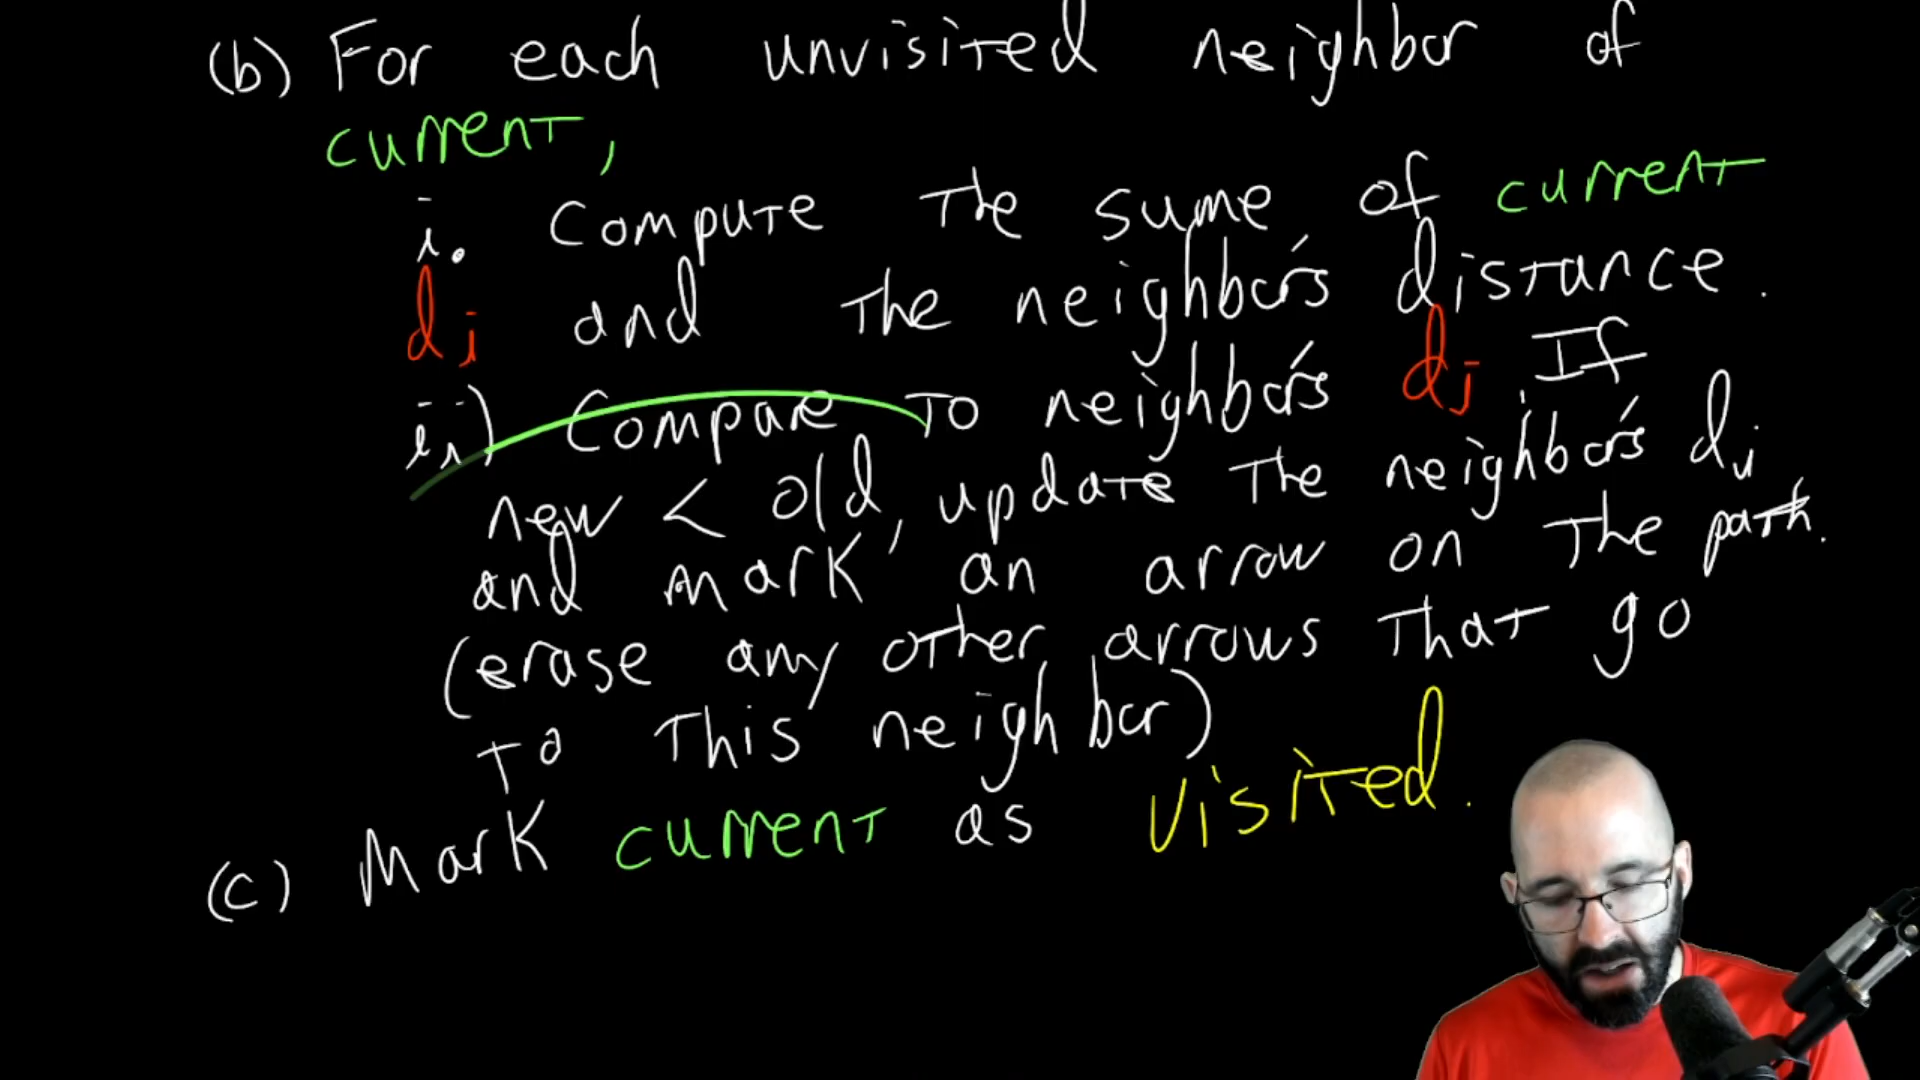 (b) For each unvisited neighbor of
current,
i. Compute the sume of current
dj and the neighbor's distance.
ii) Compare to neighbor's dj. If
new < old, update the neighbor's dj
and mark an arrow on the path.
(erase any other arrows that go
to this neighbor)
(c) Mark current as visited.